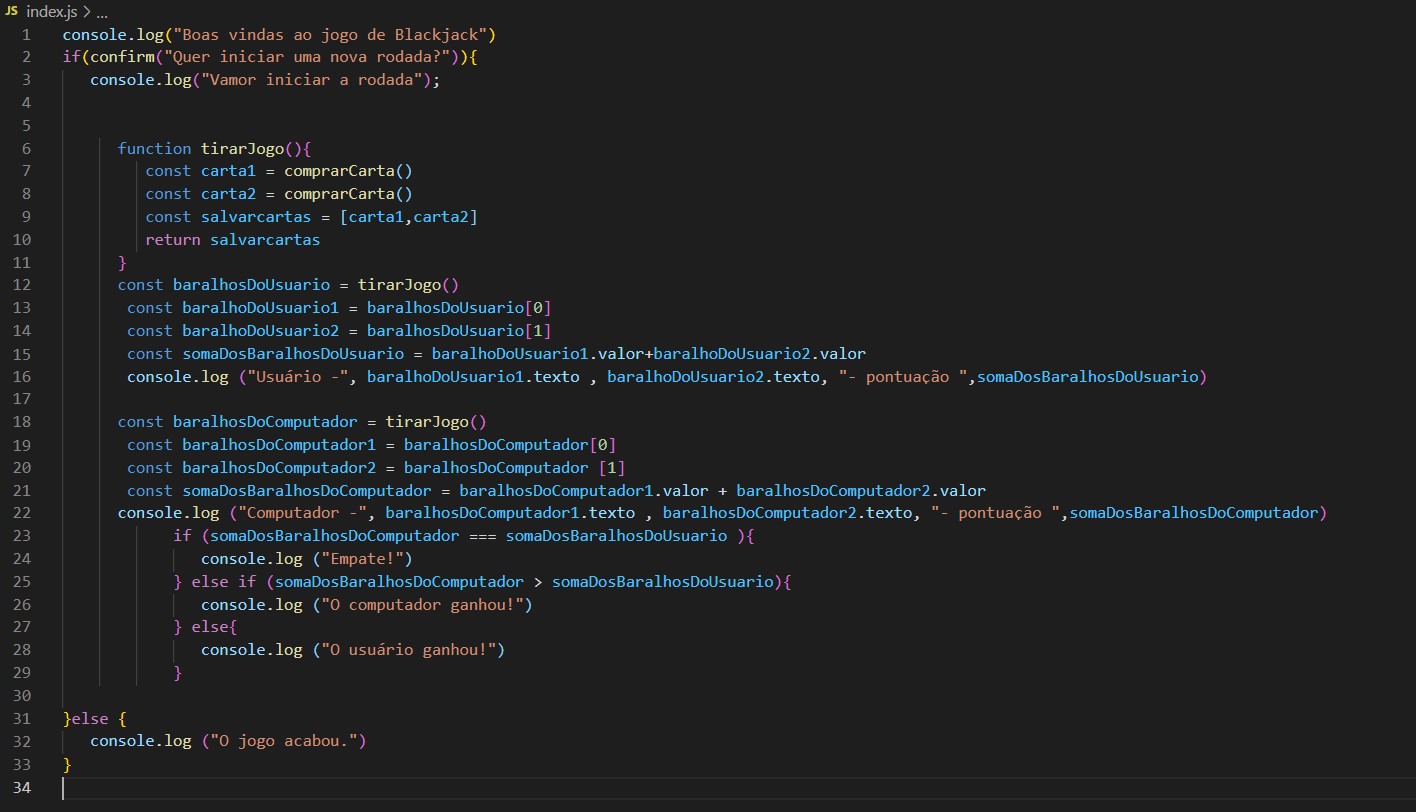 JS index.js > ...
1 console.log("Boas vindas ao jogo de Blackjack")
2 if(confirm("Quer iniciar uma nova rodada?")){
3 console.log("Vamor iniciar a rodada");
4
5
6 function tirarJogo(){
7 const carta1 = comprarCarta()
8 const carta2 = comprarCarta()
9 const salvarcartas = [carta1,carta2]
10 return salvarcartas
11 }
12 const baralhosDoUsuario = tirarJogo()
13 const baralhoDoUsuario1 = baralhosDoUsuario[0]
14 const baralhoDoUsuario2 = baralhosDoUsuario[1]
15 const somaDosBaralhosDoUsuario = baralhoDoUsuario1.valor+baralhoDoUsuario2.valor
16 console.log ("Usuário -", baralhoDoUsuario1.texto , baralhoDoUsuario2.texto, "- pontuação ",somaDosBaralhosDoUsuario)
17
18 const baralhosDoComputador = tirarJogo()
19 const baralhosDoComputador1 = baralhosDoComputador[0]
20 const baralhosDoComputador2 = baralhosDoComputador [1]
21 const somaDosBaralhosDoComputador = baralhosDoComputador1.valor + baralhosDoComputador2.valor
22 console.log ("Computador -", baralhosDoComputador1.texto , baralhosDoComputador2.texto, "- pontuação ",somaDosBaralhosDoComputador)
23 if (somaDosBaralhosDoComputador === somaDosBaralhosDoUsuario ){
24 console.log ("Empate!")
25 } else if (somaDosBaralhosDoComputador > somaDosBaralhosDoUsuario){
26 console.log ("O computador ganhou!")
27 } else{
28 console.log ("O usuário ganhou!")
29 }
30
31 }else {
32 console.log ("O jogo acabou.")
33 }
34